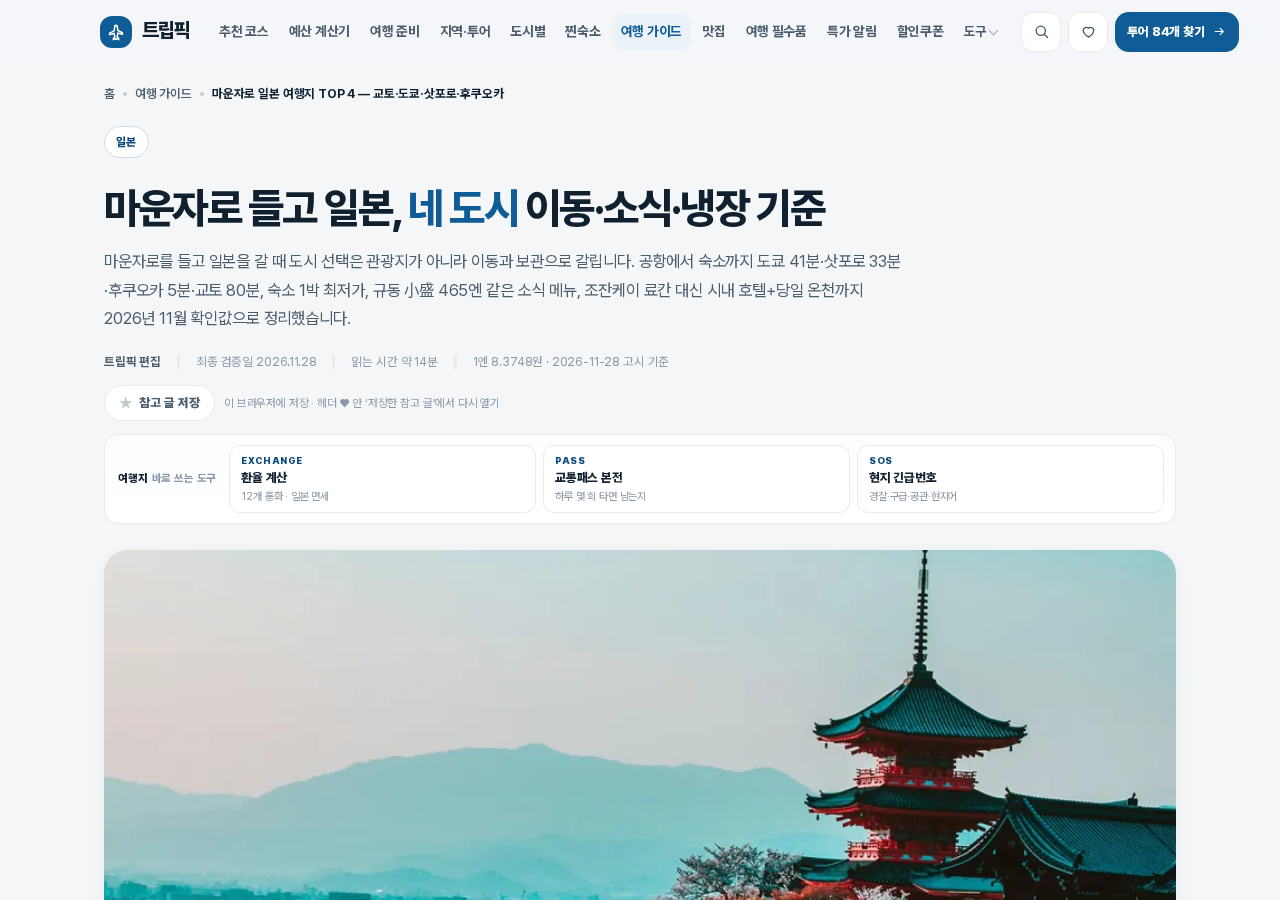 트립픽
추천 코스 예산 계산기 여행 준비 지역·투어 도시별 찐숙소 여행 가이드 맛집 여행 필수품 특가 알림 할인쿠폰 도구
투어 84개 찾기 →
홈 • 여행 가이드 • 마운자로 일본 여행지 TOP 4 — 교토·도쿄·삿포로·후쿠오카
일본
마운자로 들고 일본, 네 도시 이동·소식·냉장 기준
마운자로를 들고 일본을 갈 때 도시 선택은 관광지가 아니라 이동과 보관으로 갈립니다. 공항에서 숙소까지 도쿄 41분·삿포로 33분
·후쿠오카 5분·교토 80분, 숙소 1박 최저가, 규동 小盛 465엔 같은 소식 메뉴, 조잔케이 료칸 대신 시내 호텔+당일 온천까지
2026년 11월 확인값으로 정리했습니다.
트립픽 편집 최종 검증일 2026.11.28 읽는 시간 약 14분 1엔 8.3748원 · 2026-11-28 고시 기준
★ 참고 글 저장 이 브라우저에 저장 · 헤더 ♥ 안 ‘저장한 참고 글’에서 다시 열기
여행지 바로 쓰는 도구
EXCHANGE
환율 계산
12개 통화 · 일본 면세
PASS
교통패스 본전
하루 몇 회 타면 남는지
SOS
현지 긴급번호
경찰·구급·공관·현지어